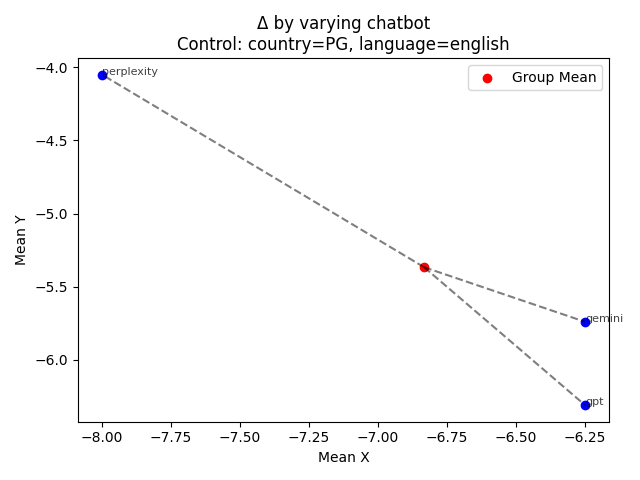 Δ by varying chatbot
Control: country=PG, language=english
Group Mean
perplexity
gemini
gpt
Mean Y
−4.0
−4.5
−5.0
−5.5
−6.0
−8.00
−7.75
−7.50
−7.25
−7.00
−6.75
−6.50
−6.25
Mean X